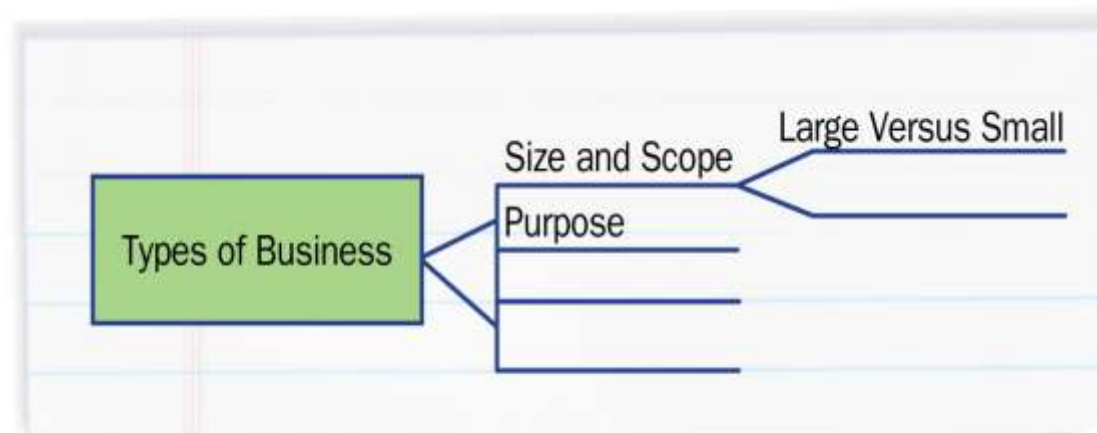 Types of Business
Size and Scope
Large Versus Small
Purpose